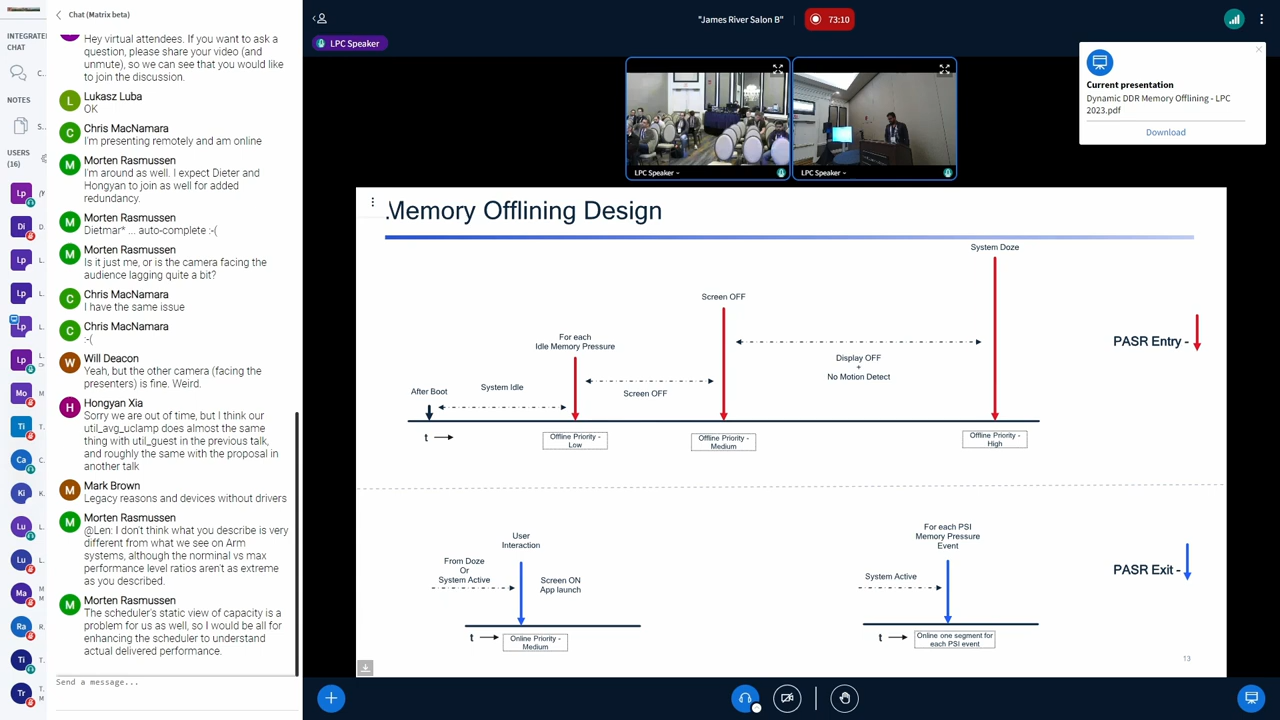 INTEGRATE
CHAT
NOTES
USERS
(16)
Chat (Matrix beta)
Hey virtual attendees. If you want to ask a
question, please share your video (and
unmute), so we can see that you would like
to join the discussion.
Lukasz Luba
OK
Chris MacNamara
I'm presenting remotely and am online
Morten Rasmussen
I'm around as well. I expect Dieter and
Hongyan to join as well for added
redundancy.
Morten Rasmussen
Dietmar* ... auto-complete :-(
Morten Rasmussen
Is it just me, or is the camera facing the
audience lagging quite a bit?
Chris MacNamara
I have the same issue
Chris MacNamara
:-(
Will Deacon
Yeah, but the other camera (facing the
presenters) is fine. Weird.
Hongyan Xia
Sorry we are out of time, but I think our
util_avg_uclamp does almost the same
thing with util_guest in the previous talk,
and roughly the same with the proposal in
another talk
Mark Brown
Legacy reasons and devices without drivers
Morten Rasmussen
@Len: I don't think what you describe is very
different from what we see on Arm
systems, although the norminal vs max
performance level ratios aren't as extreme
as you described.
Morten Rasmussen
The scheduler's static view of capacity is a
problem for us as well, so I would be all for
enhancing the scheduler to understand
actual delivered performance.
Send a message...
"James River Salon B"
73:10
LPC Speaker
LPC Speaker
LPC Speaker
Current presentation
Dynamic DDR Memory Offlining - LPC
2023.pdf
Download
Memory Offlining Design
System Doze
Screen OFF
For each
Idle Memory Pressure
PASR Entry -
Display OFF
+
No Motion Detect
After Boot
System Idle
Screen OFF
t
Offline Priority -
Low
Offline Priority -
Medium
Offline Priority -
High
User
Interaction
For each PSI
Memory Pressure
Event
From Doze
Or
System Active
Screen ON
App launch
System Active
PASR Exit -
t
Online Priority -
Medium
t
Online one segment for
each PSI event
13